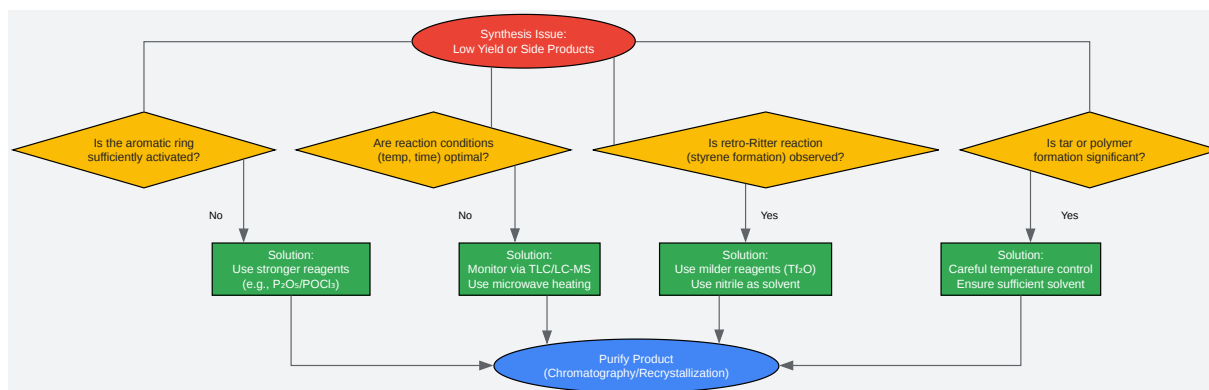 Synthesis Issue:
Low Yield or Side Products
Is the aromatic ring
sufficiently activated?
Are reaction conditions
(temp, time) optimal?
Is retro-Ritter reaction
(styrene formation) observed?
Is tar or polymer
formation significant?
No
No
Yes
Yes
Solution:
Use stronger reagents
(e.g., P₂O₅/POCl₃)
Solution:
Monitor via TLC/LC-MS
Use microwave heating
Solution:
Use milder reagents (Tf₂O)
Use nitrile as solvent
Solution:
Careful temperature control
Ensure sufficient solvent
Purify Product
(Chromatography/Recrystallization)